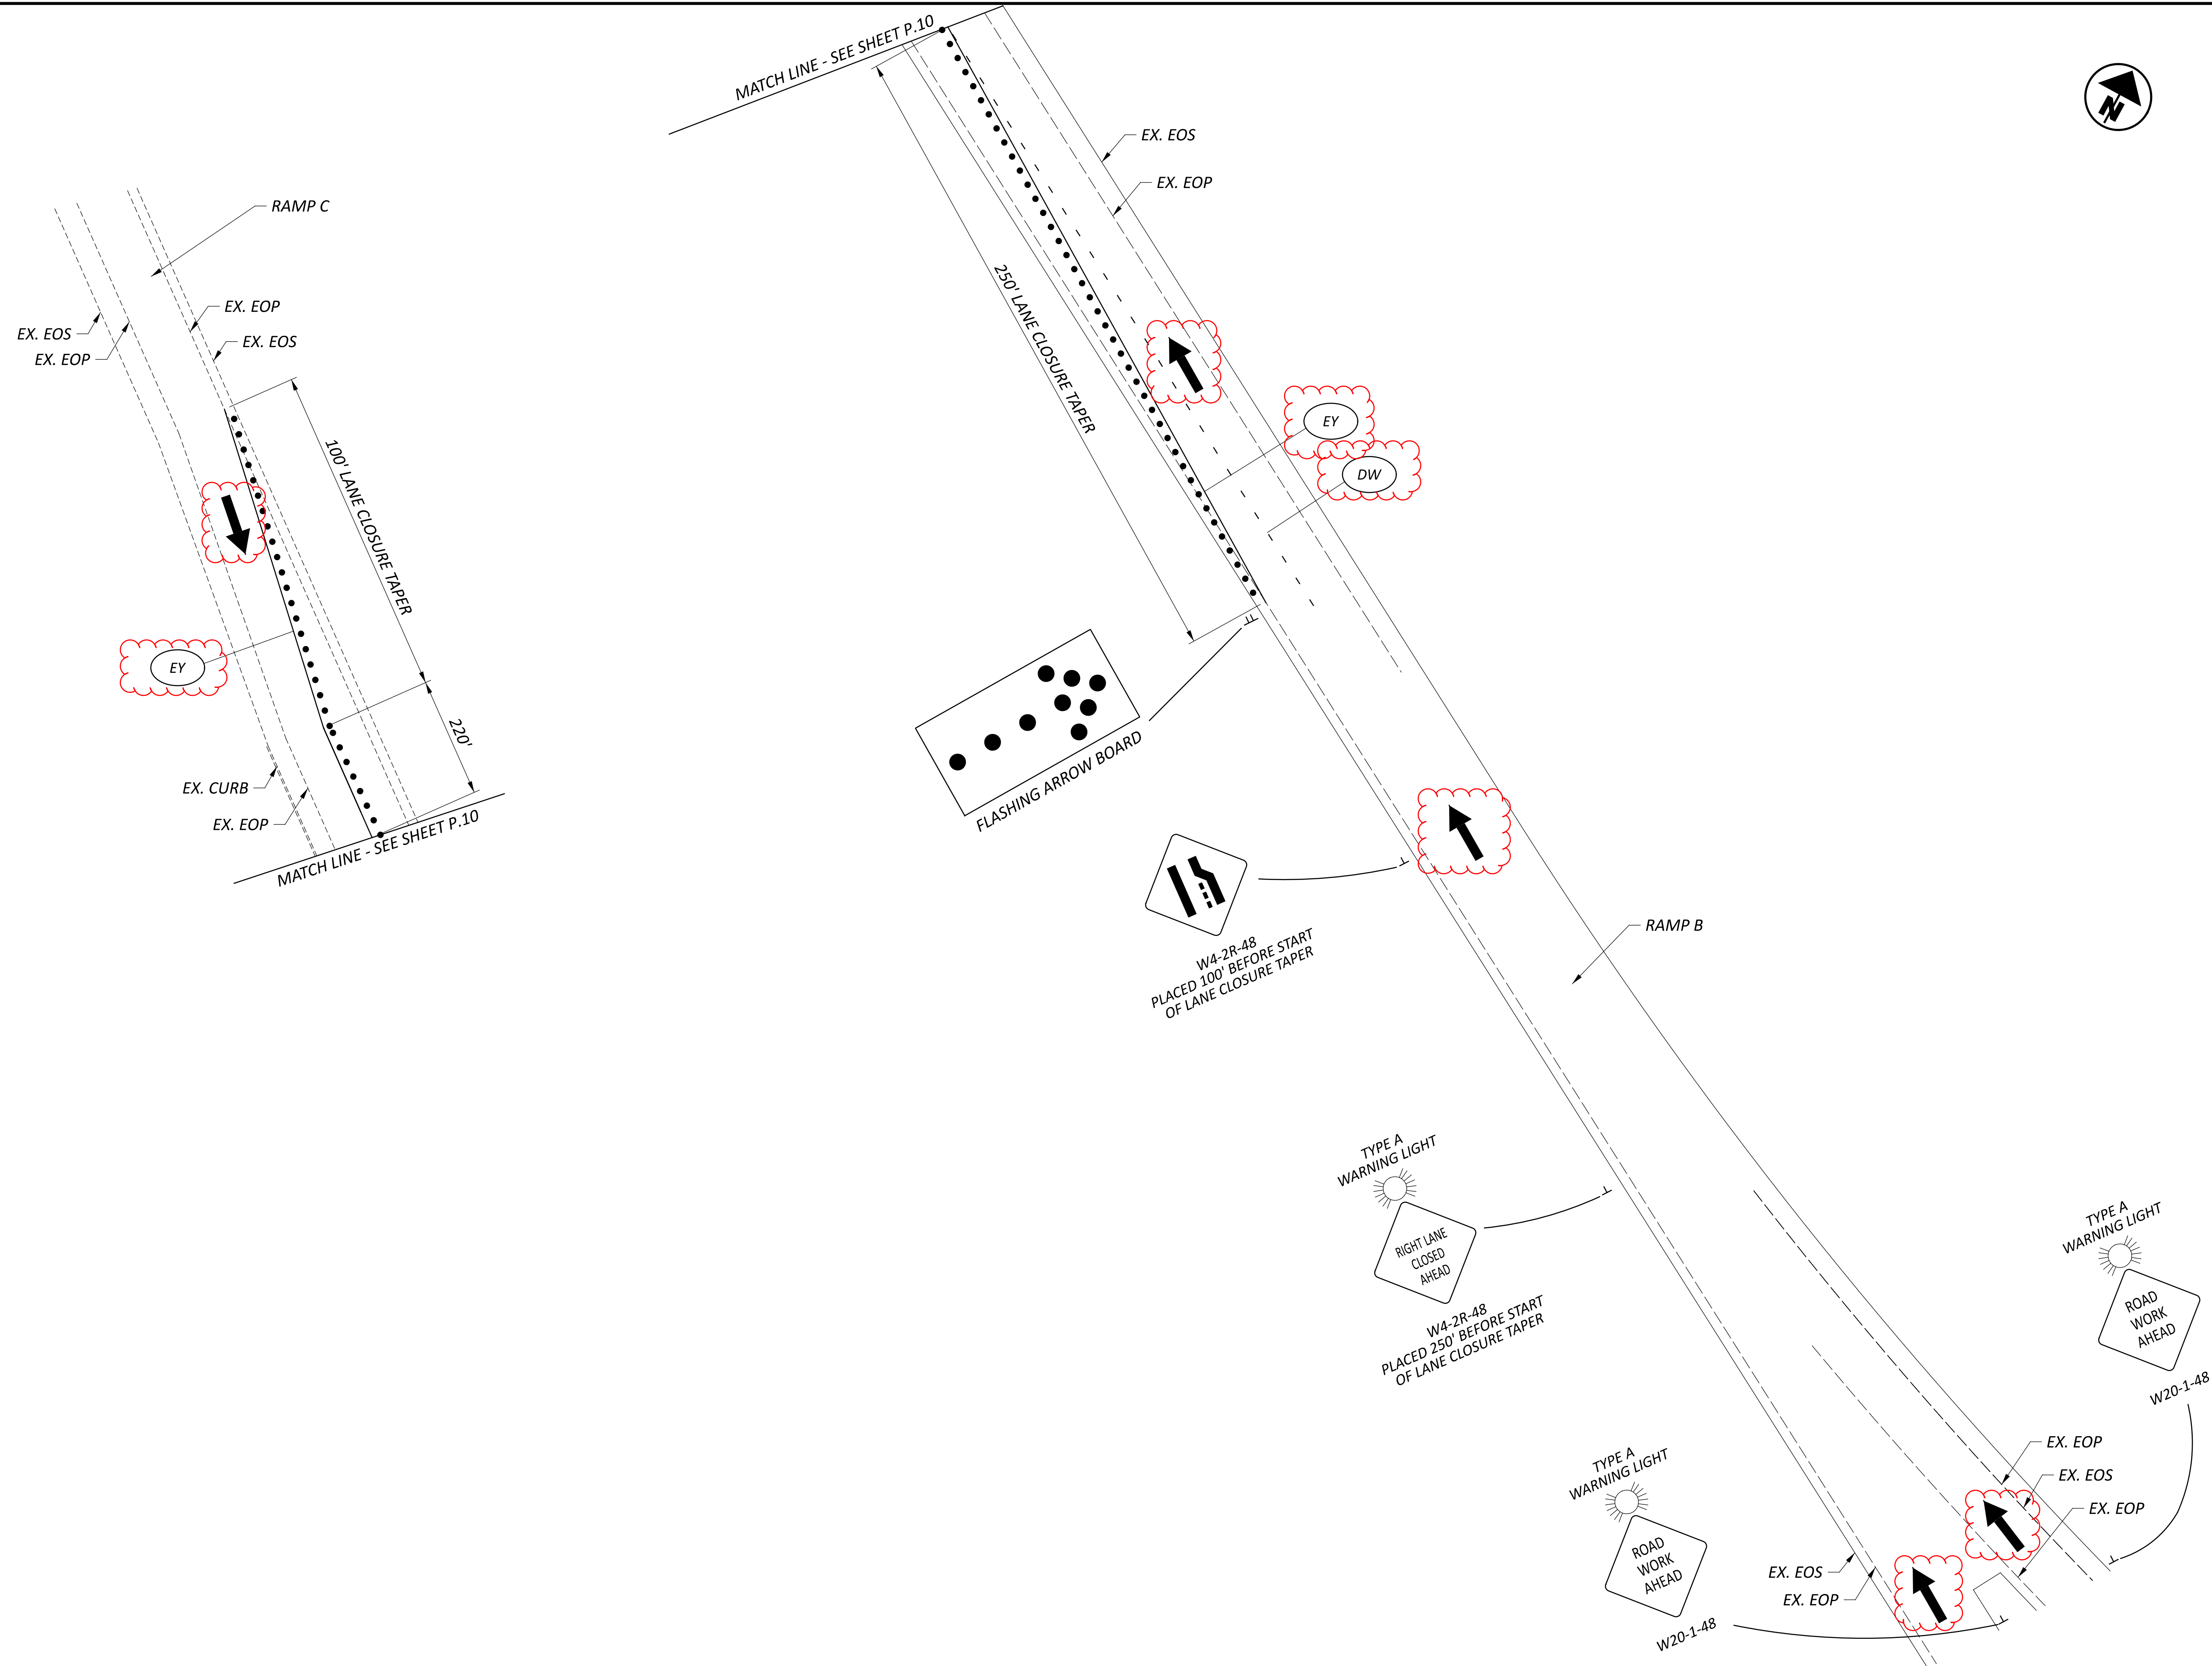 MATCH LINE - SEE SHEET P.10
N
EX. EOS
EX. EOP
RAMP C
EX. EOP
EX. EOS
EX. EOS
EX. EOP
100' LANE CLOSURE TAPER
250' LANE CLOSURE TAPER
EY
DW
EY
220'
EX. CURB
EX. EOP
MATCH LINE - SEE SHEET P.10
FLASHING ARROW BOARD
W4-2R-48
PLACED 100' BEFORE START
OF LANE CLOSURE TAPER
RAMP B
TYPE A
WARNING LIGHT
RIGHT LANE
CLOSED
AHEAD
W4-2R-48
PLACED 250' BEFORE START
OF LANE CLOSURE TAPER
TYPE A
WARNING LIGHT
ROAD
WORK
AHEAD
W20-1-48
EX. EOP
EX. EOS
EX. EOP
TYPE A
WARNING LIGHT
ROAD
WORK
AHEAD
W20-1-48
EX. EOS
EX. EOP